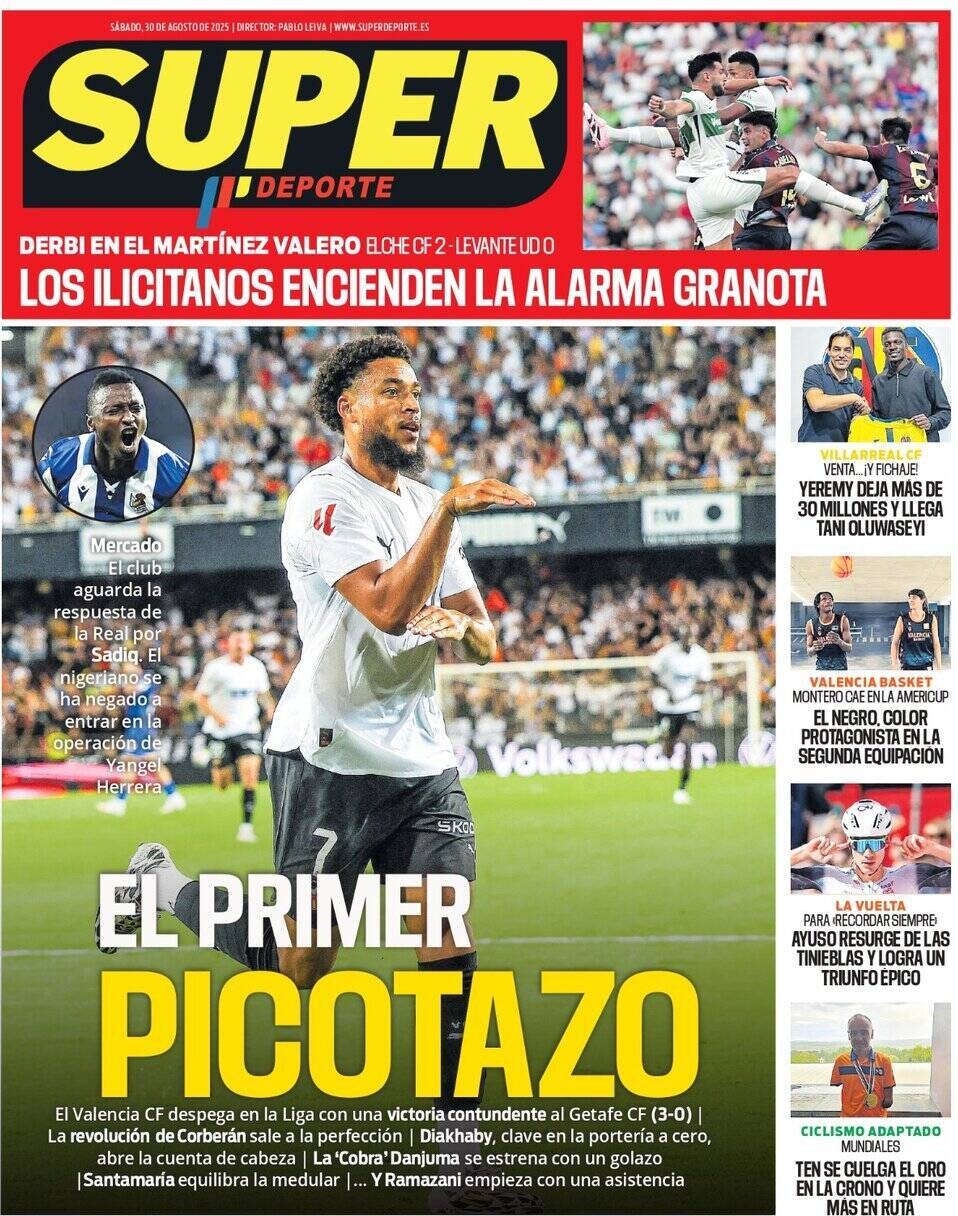 SÁBADO, 30 DE AGOSTO DE 2025 | DIRECTOR: PABLO LEIVA | WWW.SUPERDEPORTE.ES
SUPER
DEPORTE
DERBI EN EL MARTÍNEZ VALERO ELCHE CF 2 - LEVANTE UD 0
LOS ILICITANOS ENCIENDEN LA ALARMA GRANOTA
6
Mercado
El club
aguarda la
respuesta de
la Real por
Sadiq. El
nigeriano se
ha negado a
entrar en la
operación de
Yangel
Herrera
Volkswagen
7
SKODA
EL PRIMER
PICOTAZO
El Valencia CF despega en la Liga con una victoria contundente al Getafe CF (3-0) |
La revolución de Corberán sale a la perfección | Diakhaby, clave en la portería a cero,
abre la cuenta de cabeza | La ‘Cobra’ Danjuma se estrena con un golazo
|Santamaría equilibra la medular |... Y Ramazani empieza con una asistencia
VILLARREAL CF
VENTA...¡Y FICHAJE!
YEREMY DEJA MÁS DE
30 MILLONES Y LLEGA
TANI OLUWASEYI
VALENCIA
VALENCIA BASKET
MONTERO CAE EN LA AMERICUP
EL NEGRO, COLOR
PROTAGONISTA EN LA
SEGUNDA EQUIPACIÓN
LA VUELTA
PARA «RECORDAR SIEMPRE»
AYUSO RESURGE DE LAS
TINIEBLAS Y LOGRA UN
TRIUNFO ÉPICO
CICLISMO ADAPTADO
MUNDIALES
TEN SE CUELGA EL ORO
EN LA CRONO Y QUIERE
MÁS EN RUTA